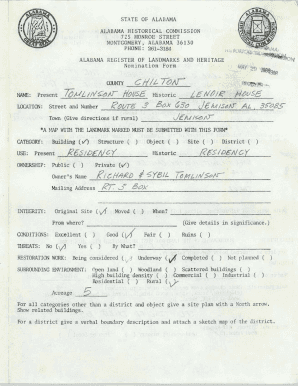 STATE OF ALABAMA
ALABAMA HISTORICAL COMMISSION
725 MONROE STREET
MONTGOMERY, ALABAMA 36130
PHONE: 261-3184
ALABAMA REGISTER OF LANDMARKS AND HERITAGE
Nomination Form
COUNTY CHILTON
NAME: Present TOMLINSON HOUSE Historic LENOIR HOUSE
LOCATION: Street and Number ROUTE 3 BOX 630 JEMISON AL. 35085
Town (Give directions if rural) JEMISON
"A MAP WITH THE LANDMARK MARKED MUST BE SUBMITTED WITH THIS FORM"
CATEGORY: Building (✓) Structure ( ) Object ( ) Site ( ) District ( )
USE: Present RESIDENCY Historic RESIDENCY
OWNERSHIP: Public ( ) Private (✓)
Owner's Name RICHARD & SYBIL TOMLINSON
Mailing Address RT 3 BOX
INTEGRITY: Original Site (✓) Moved ( ) When?
From where? (Give details in significance.)
CONDITIONS: Excellent ( ) Good (✓) Fair ( ) Ruins ( )
THREATS: No (✓) Yes ( ) By What?
RESTORATION WORK: Being considered ( ) Underway (✓) Completed ( ) Not planned ( )
SURROUNDING ENVIRONMENT: Open land ( ) Woodland ( ) Scattered buildings ( )
High building density ( ) Commercial ( ) Industrial ( )
Residential ( ) Rural (✓)
Acreage 5
For all categories other than a district and object give a site plan with a North arrow.
Show related buildings.
For a district give a verbal boundary description and attach a sketch map of the district.